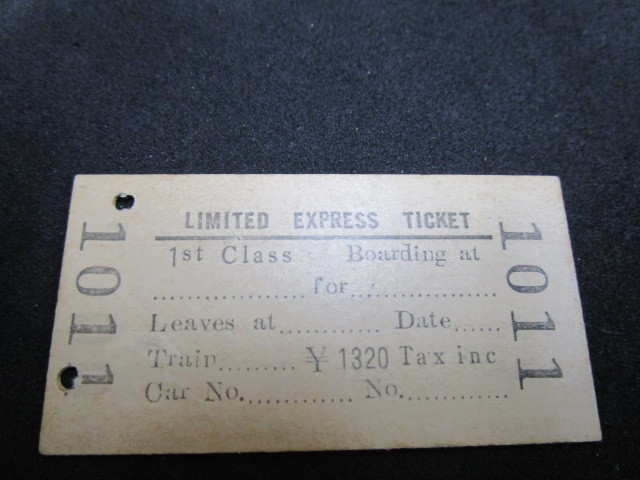 LIMITED EXPRESS TICKET
1st Class Boarding at
.................... for ....................
Leaves at............ Date......
Train......... ¥ 1320 Tax inc
Car No............. No.............
1011
1011